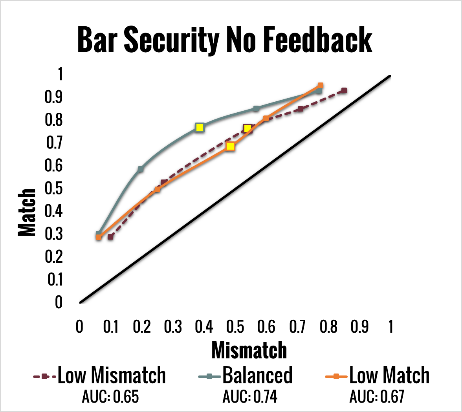 Bar Security No Feedback
1
0.9
0.8
0.7
0.6
0.5
0.4
0.3
0.2
0.1
0
Match
0 0.1 0.2 0.3 0.4 0.5 0.6 0.7 0.8 0.9 1
Mismatch
Low Mismatch Balanced Low Match
AUC: 0.65 AUC: 0.74 AUC: 0.67